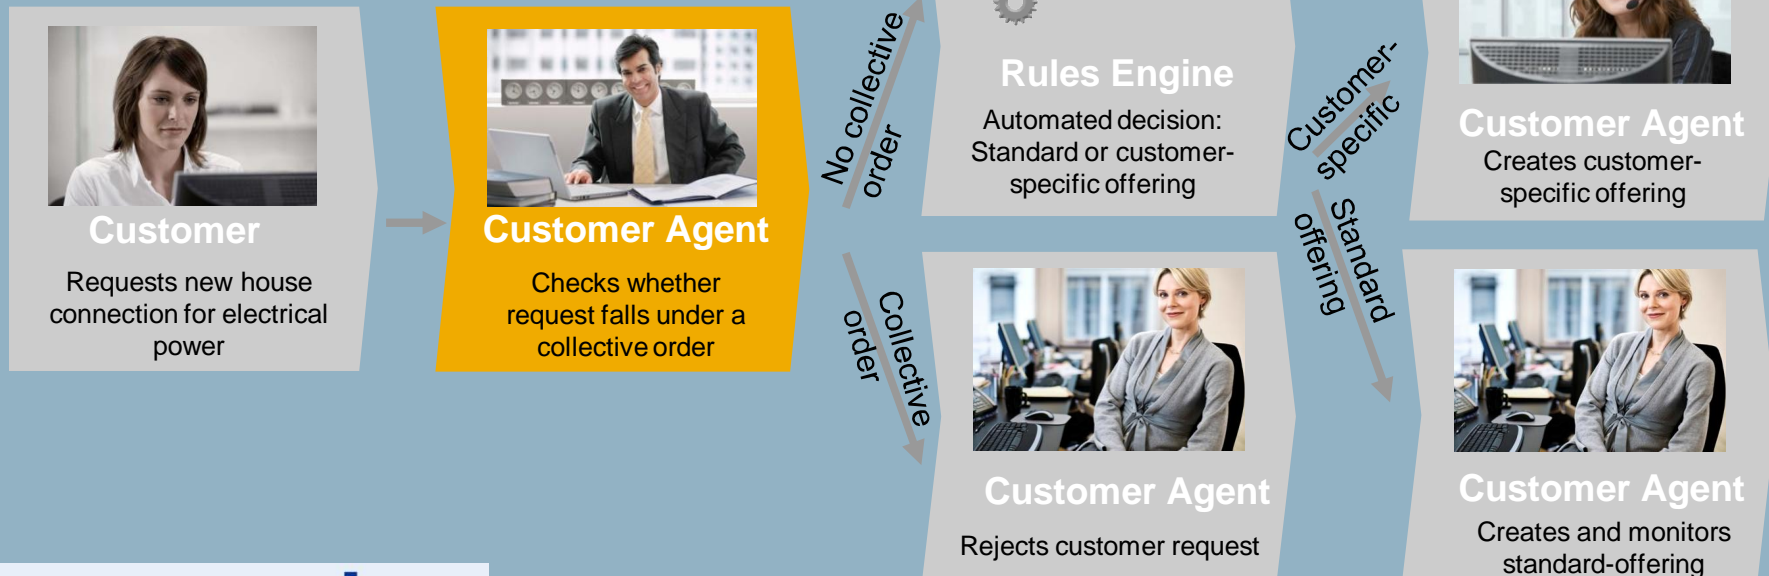 Customer
Requests new house
connection for electrical
power
Customer Agent
Checks whether
request falls under a
collective order
No collective
order
Collective
order
Rules Engine
Automated decision:
Standard or customer-
specific offering
Customer Agent
Rejects customer request
Customer-
specific
Standard
offering
Customer Agent
Creates customer-
specific offering
Customer Agent
Creates and monitors
standard-offering